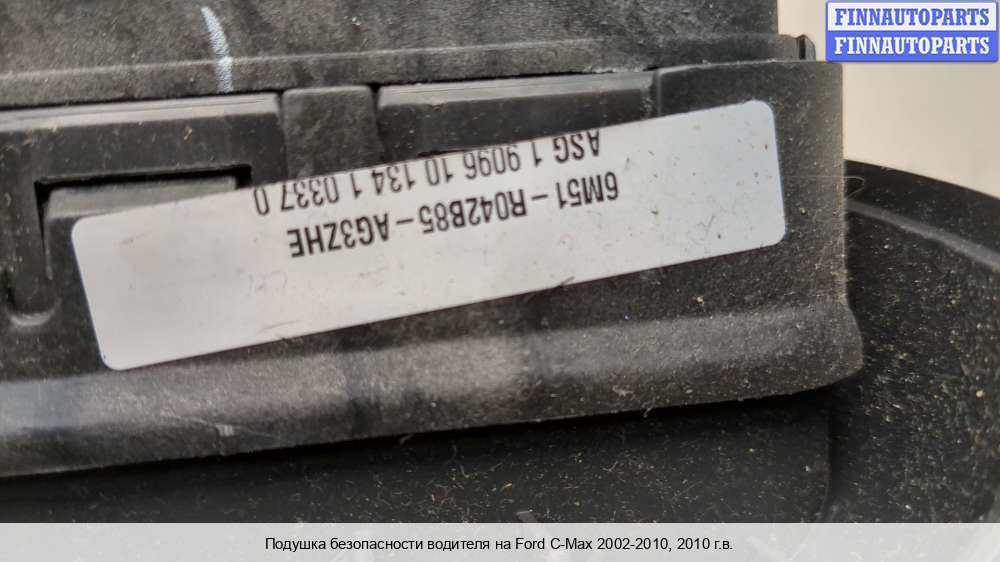 FINNAUTOPARTS
FINNAUTOPARTS
6M51-R042B85-AG3ZHE
ASG 1 9096 10 134 1 0337 0
Подушка безопасности водителя на Ford C-Max 2002-2010, 2010 г.в.